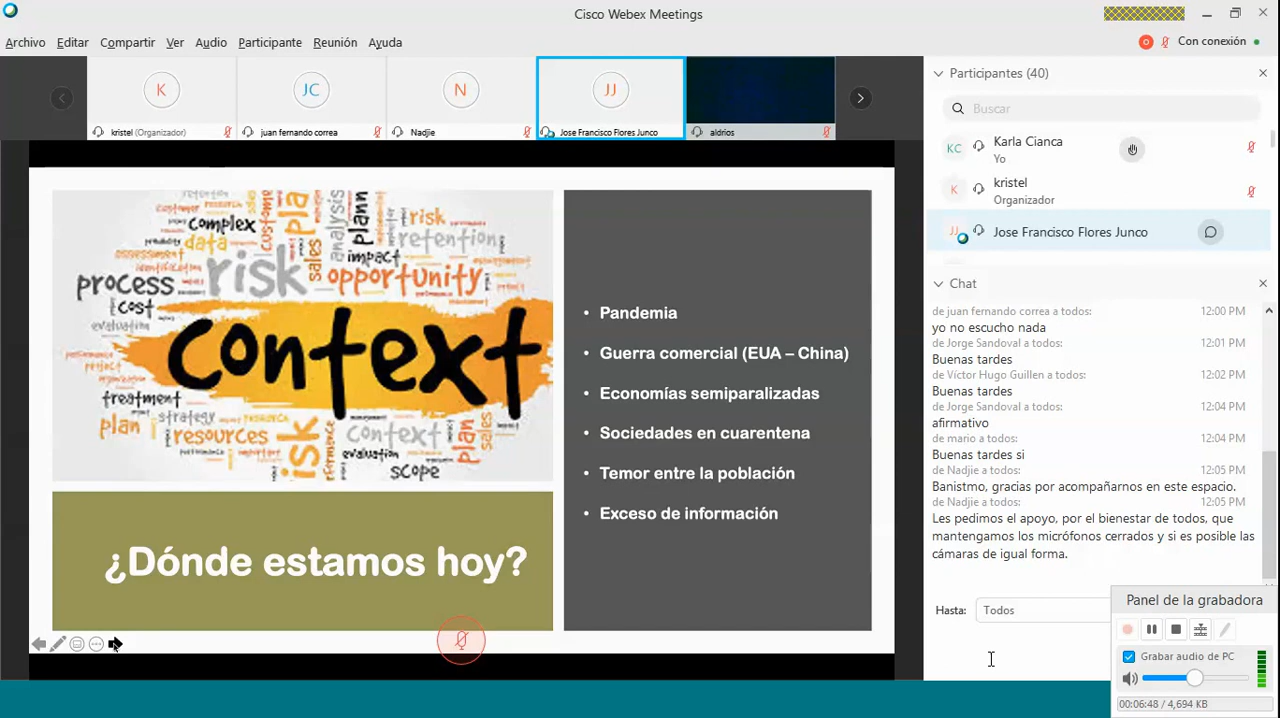 Cisco Webex Meetings
Archivo Editar Compartir Ver Audio Participante Reunión Ayuda
Con conexión
K
JC
N
JJ
kristel (Organizador)
juan fernando correa
Nadjie
Jose Francisco Flores Junco
aldrios
retention
complex
customer
data
risk
process
cost
evaluation
sales
pla
analysis
plann
impact
risk
retention
opportunity
context
treatment
plan
strategy
resources
risk
context
evaluation
scope
plan
sales
impact
¿Dónde estamos hoy?
• Pandemia
• Guerra comercial (EUA – China)
• Economías semiparalizadas
• Sociedades en cuarentena
• Temor entre la población
• Exceso de información
Participantes (40)
Buscar
KC
Karla Cianca
Yo
K
kristel
Organizador
JJ
Jose Francisco Flores Junco
Chat
de juan fernando correa a todos: 12:00 PM
yo no escucho nada
de Jorge Sandoval a todos: 12:01 PM
Buenas tardes
de Víctor Hugo Guillen a todos: 12:02 PM
Buenas tardes
de Jorge Sandoval a todos: 12:04 PM
afirmativo
de mario a todos: 12:04 PM
Buenas tardes si
de Nadjie a todos: 12:05 PM
Banistmo, gracias por acompañarnos en este espacio.
de Nadjie a todos: 12:05 PM
Les pedimos el apoyo, por el bienestar de todos, que
mantengamos los micrófonos cerrados y si es posible las
cámaras de igual forma.
Hasta: Todos
Panel de la grabadora
Grabar audio de PC
00:06:48 / 4,694 KB